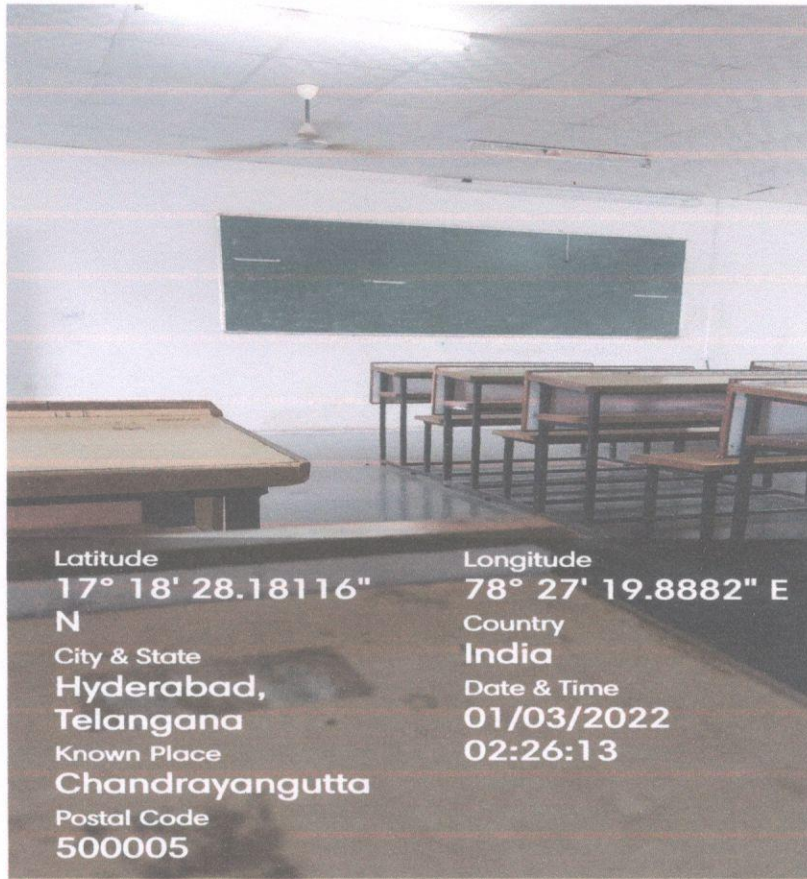 Latitude
17° 18' 28.18116"
N
City & State
Hyderabad,
Telangana
Known Place
Chandrayangutta
Postal Code
500005
Longitude
78° 27' 19.8882" E
Country
India
Date & Time
01/03/2022
02:26:13